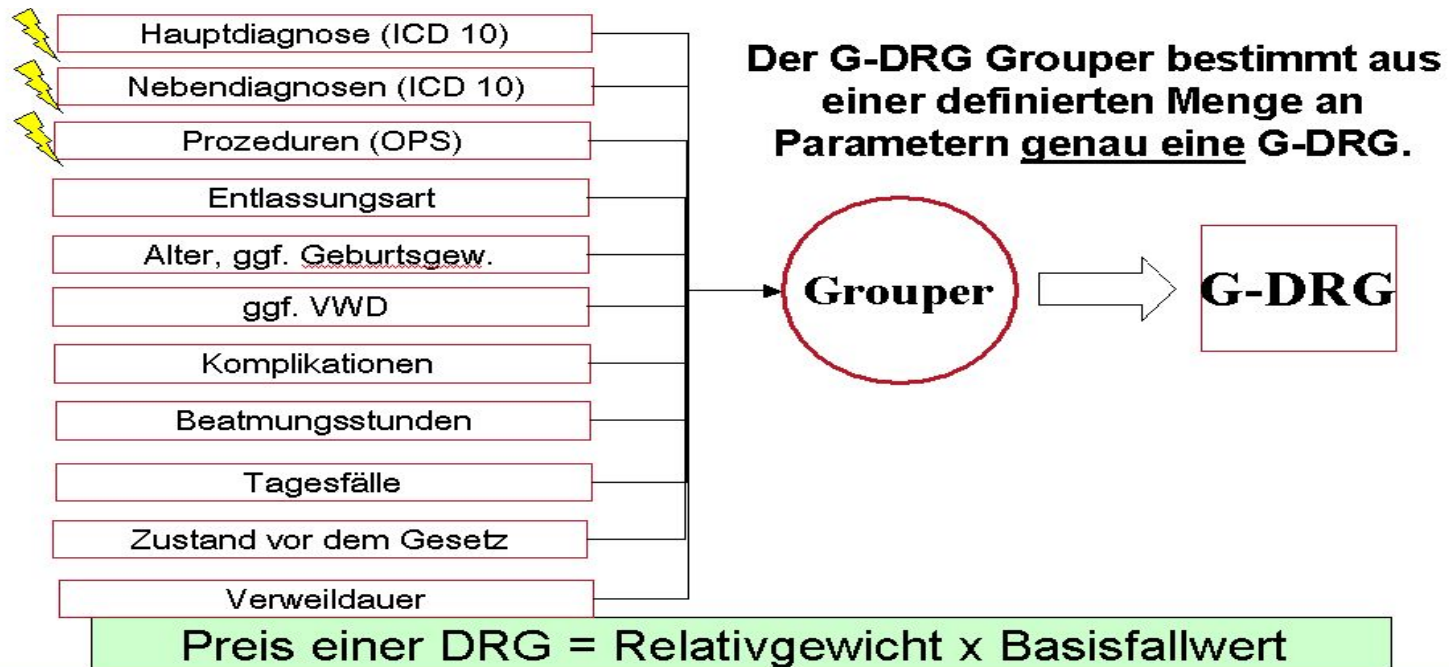 Hauptdiagnose (ICD 10)
Nebendiagnosen (ICD 10)
Prozeduren (OPS)
Entlassungsart
Alter, ggf. Geburtsgew.
ggf. VWD
Komplikationen
Beatmungsstunden
Tagesfälle
Zustand vor dem Gesetz
Verweildauer
Der G-DRG Grouper bestimmt aus
einer definierten Menge an
Parametern genau eine G-DRG.
Grouper
G-DRG
Preis einer DRG = Relativgewicht x Basisfallwert